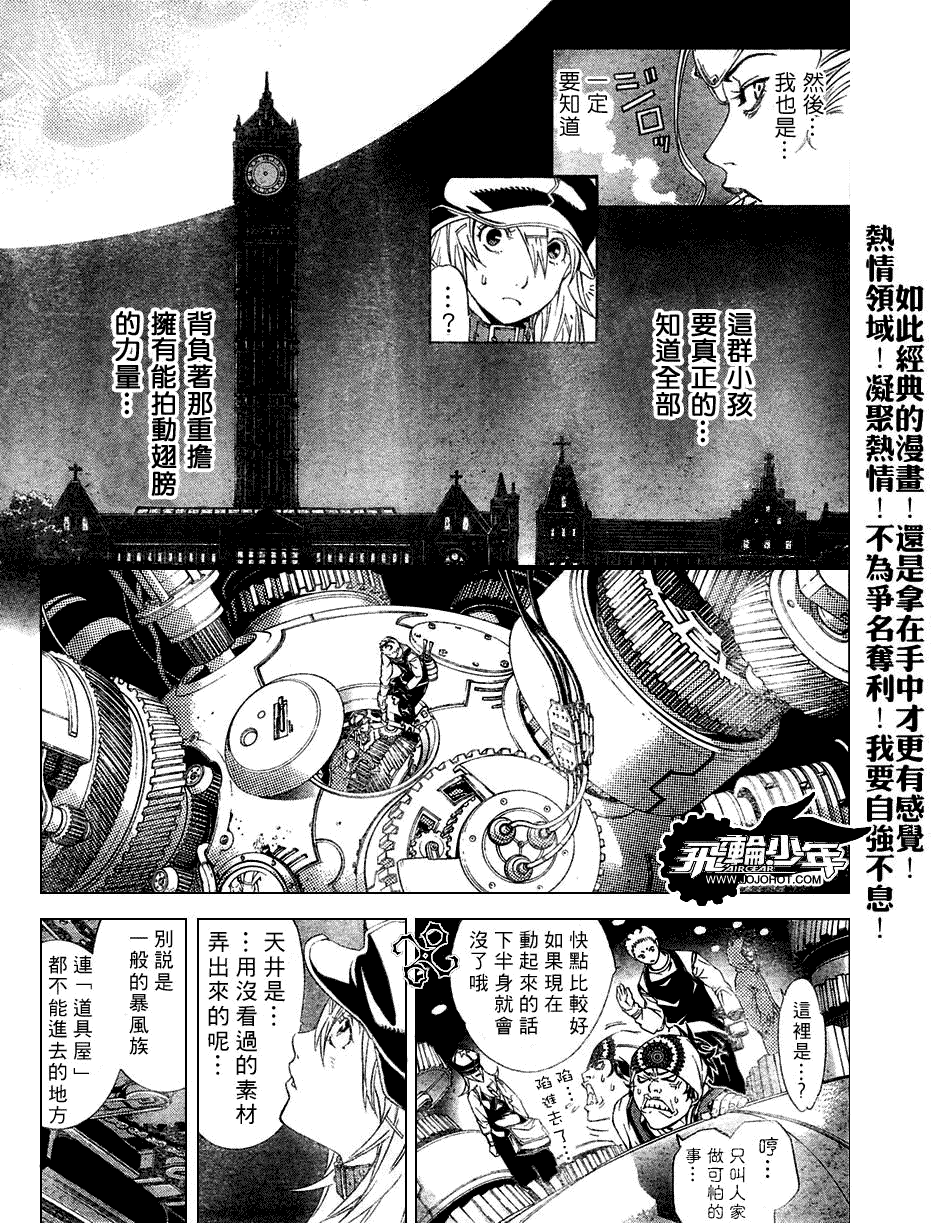 然後…
我也是…
一定
要知道
ジロッ
…?
這群小孩
要真正的…
知道全部
背負著那重擔
擁有能拍動翅膀
的力量…
如此經典的漫畫！還是拿在手中才更有感覺！
熱情領域！凝聚熱情！不為爭名奪利！我要自強不息！
飛輪少年
WWW.JOJOHOT.COM
這裡是…?
快點比較好
如果現在
動起來的話
下半身就會
沒了哦
陷…
陷進去了…
哼…
只叫人家
做可怕的
事…
天井是…
…用沒看過的素材
弄出來的呢…
別說是
一般的暴風族
連「道具屋」
都不能進去的地方